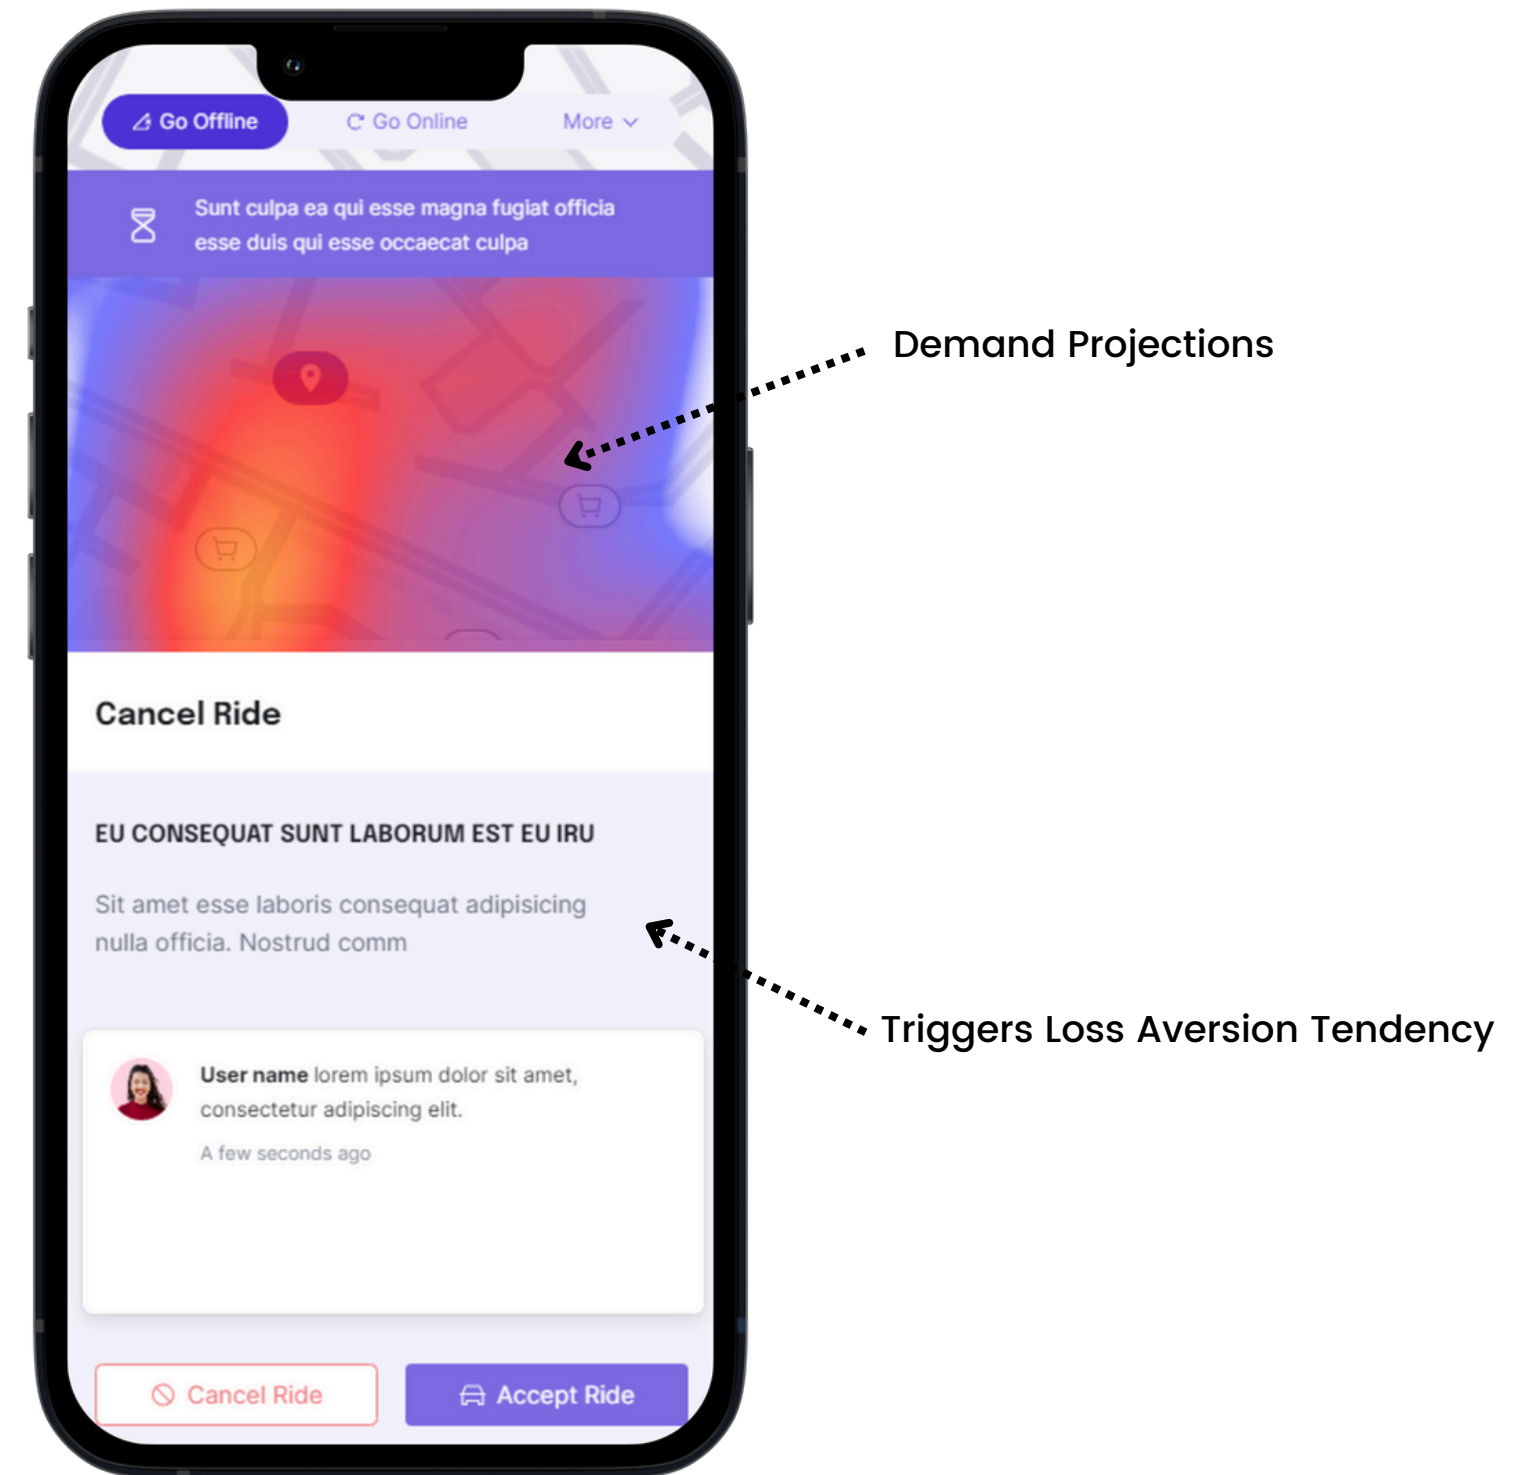 Go Offline
Go Online
More
Sunt culpa ea qui esse magna fugiat officia
esse duis qui esse occaecat culpa
Demand Projections
Cancel Ride
EU CONSEQUAT SUNT LABORUM EST EU IRU
Sit amet esse laboris consequat adipisicing
nulla officia. Nostrud comm
Triggers Loss Aversion Tendency
User name lorem ipsum dolor sit amet,
consectetur adipiscing elit.
A few seconds ago
Cancel Ride
Accept Ride